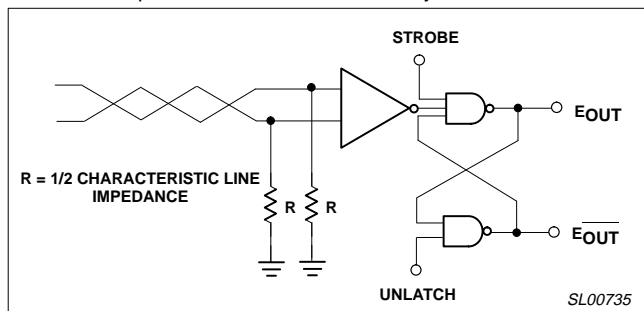 STROBE
EOUT
R = 1/2 CHARACTERISTIC LINE
IMPEDANCE
R R
EOUT
UNLATCH
SL00735